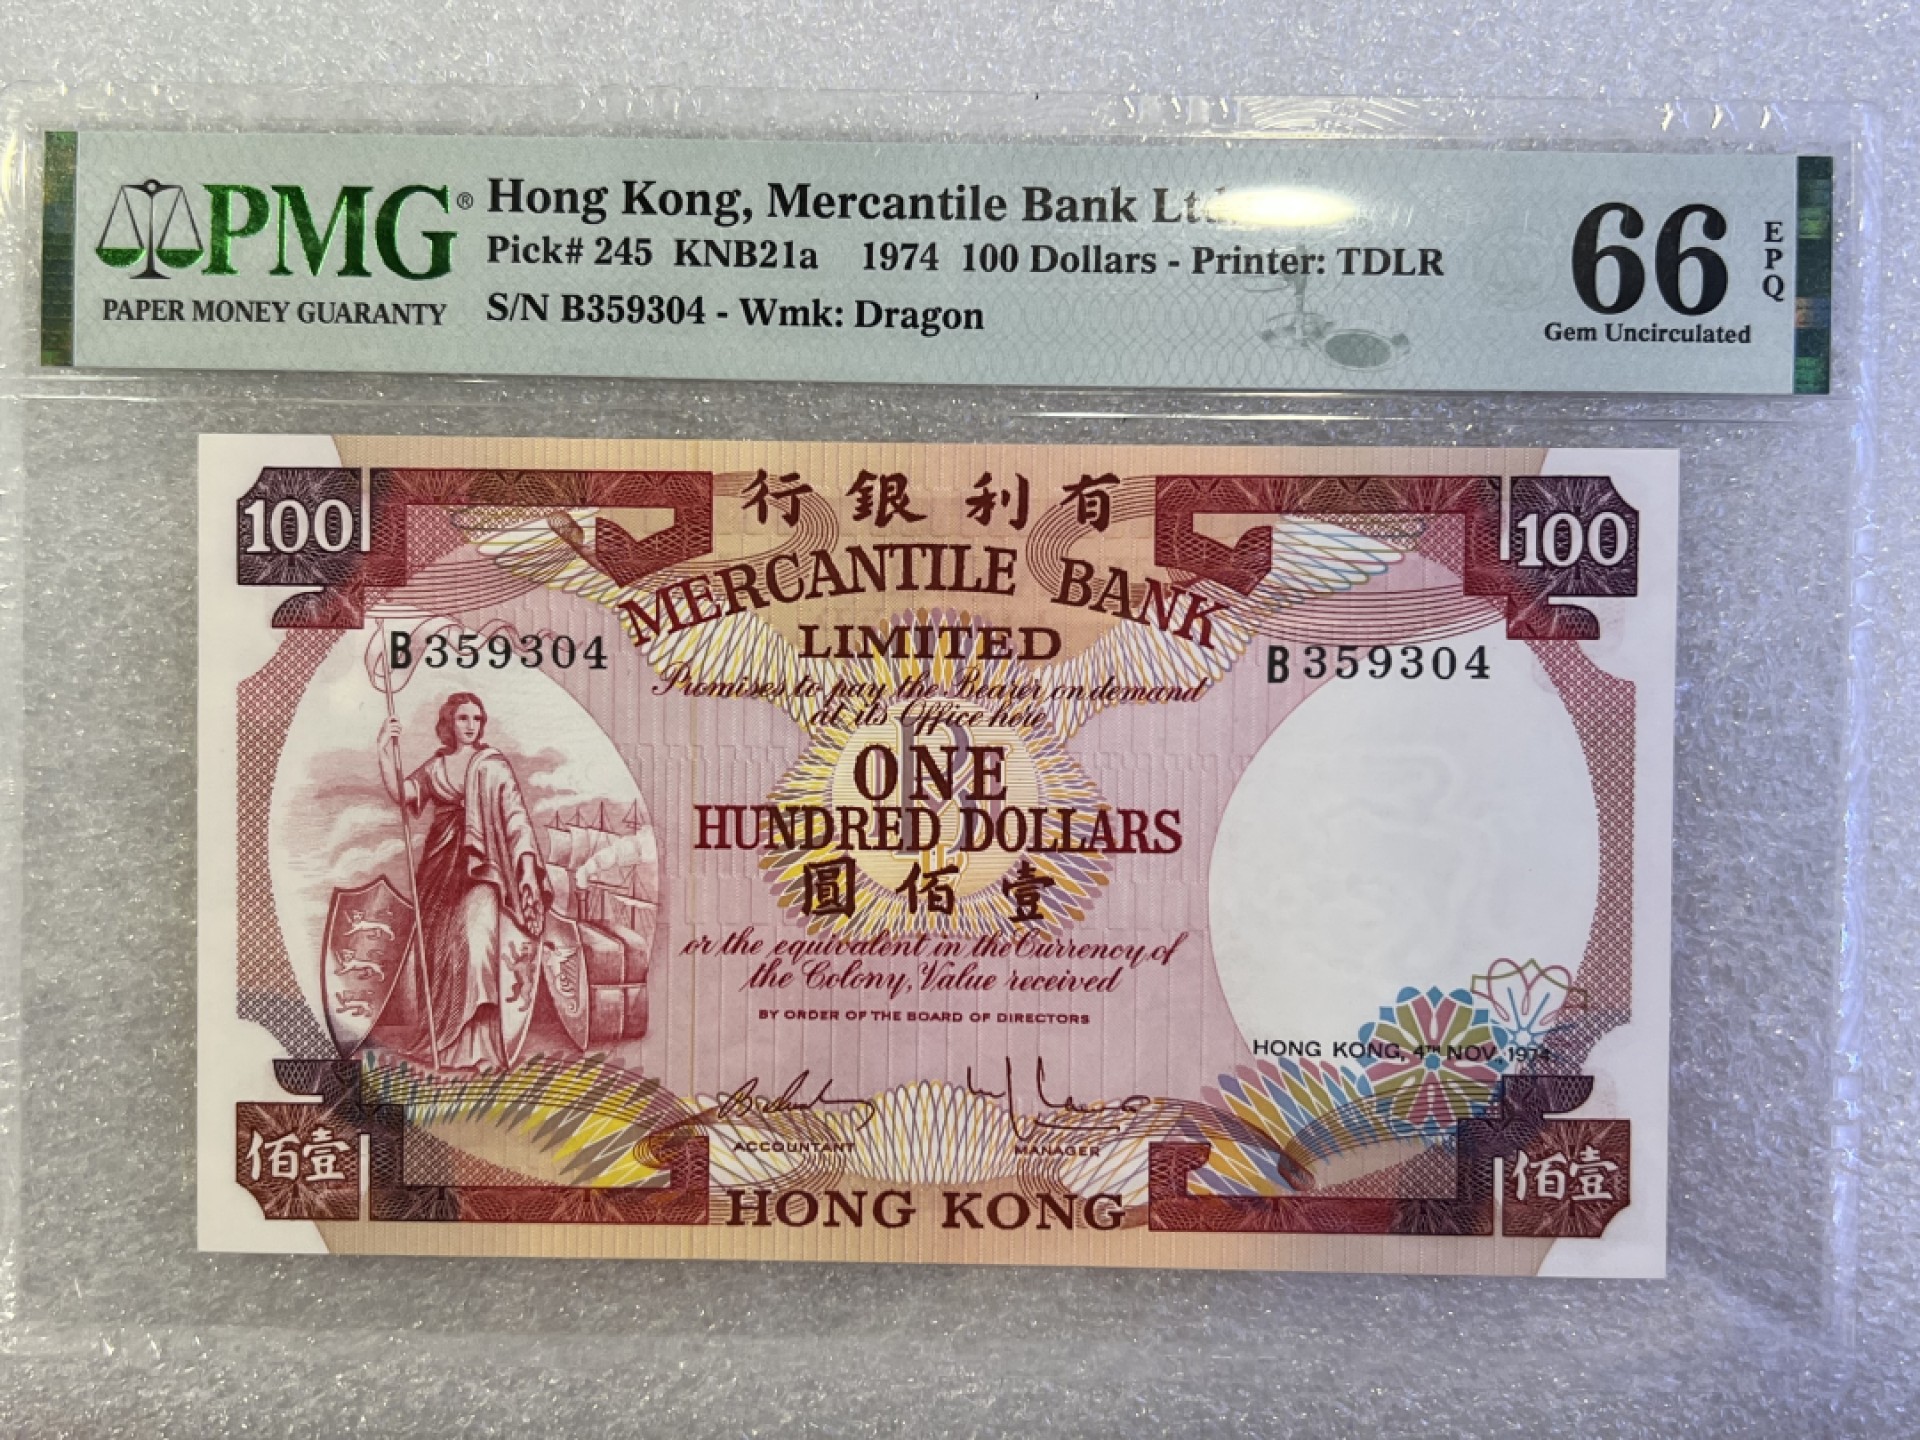 PMG®
PAPER MONEY GUARANTY
Hong Kong, Mercantile Bank Ltd.
Pick# 245 KNB21a 1974 100 Dollars - Printer: TDLR
S/N B359304 - Wmk: Dragon
66
EPQ
Gem Uncirculated
100
行銀利有
100
MERCANTILE BANK
LIMITED
B359304
B359304
Promises to pay the Bearer on demand
at its Office here
ONE
HUNDRED DOLLARS
圓佰壹
or the equivalent in the Currency of
the Colony, Value received
BY ORDER OF THE BOARD OF DIRECTORS
HONG KONG, 4TH NOV. 1974
ACCOUNTANT
MANAGER
佰壹
HONG KONG
佰壹